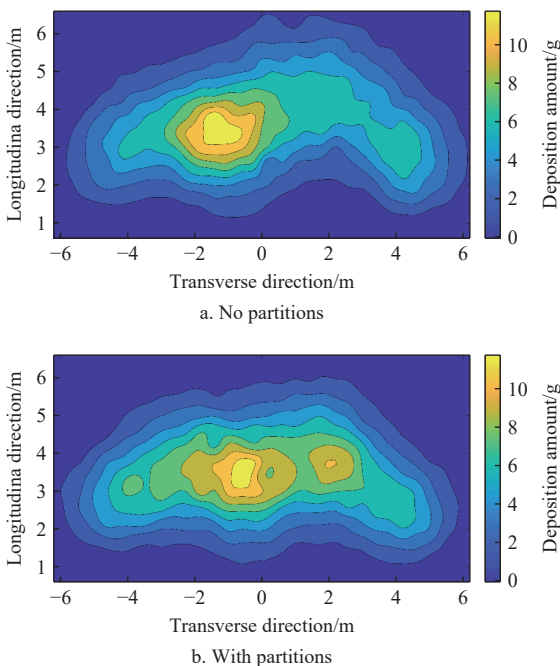 6
5
4
3
2
1
Longitudina direction/m
−6 −4 −2 0 2 4 6
Transverse direction/m
10
8
6
4
2
0
Deposition amount/g
a. No partitions
6
5
4
3
2
1
Longitudina direction/m
−6 −4 −2 0 2 4 6
Transverse direction/m
10
8
6
4
2
0
Deposition amount/g
b. With partitions